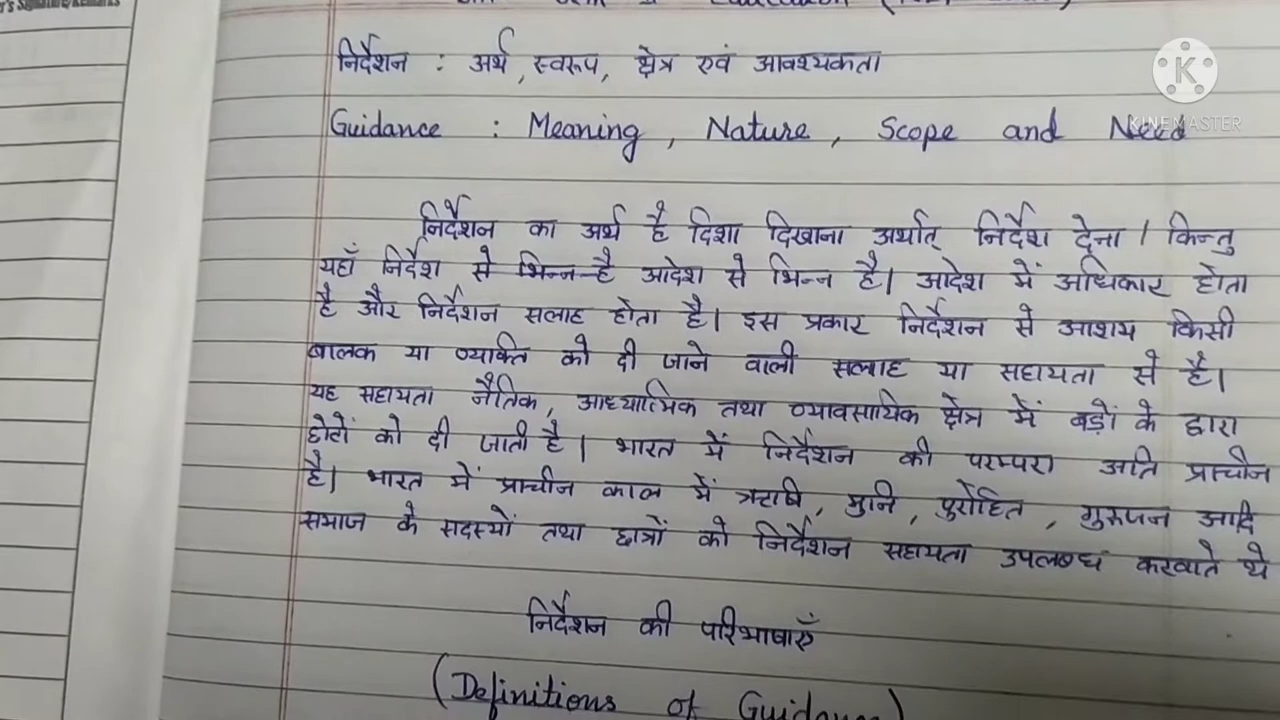 निर्देशन : अर्थ, स्वरूप, क्षेत्र एवं आवश्यकता
KINEMASTER
Guidance : Meaning, Nature, Scope and Need
निर्देशन का अर्थ है दिशा दिखाना अर्थात् निर्देश देना। किन्तु
यहाँ निर्देश से भिन्न है आदेश से भिन्न है। आदेश में अधिकार होता
है और निर्देशन सलाह होता है। इस प्रकार निर्देशन से आशय किसी
बालक या व्यक्ति को दी जाने वाली सलाह या सहायता से है।
यह सहायता नैतिक, आध्यात्मिक तथा व्यावसायिक क्षेत्र में बड़ों के द्वारा
छोटों को दी जाती है। भारत में निर्देशन की परम्परा अति प्राचीन
है। भारत में प्राचीन काल में ऋषि, मुनि, पुरोहित, गुरुजन आदि
समाज के सदस्यों तथा छात्रों को निर्देशन सहायता उपलब्ध करवाते थे
निर्देशन की परिभाषाएँ
(Definitions of Guidance)